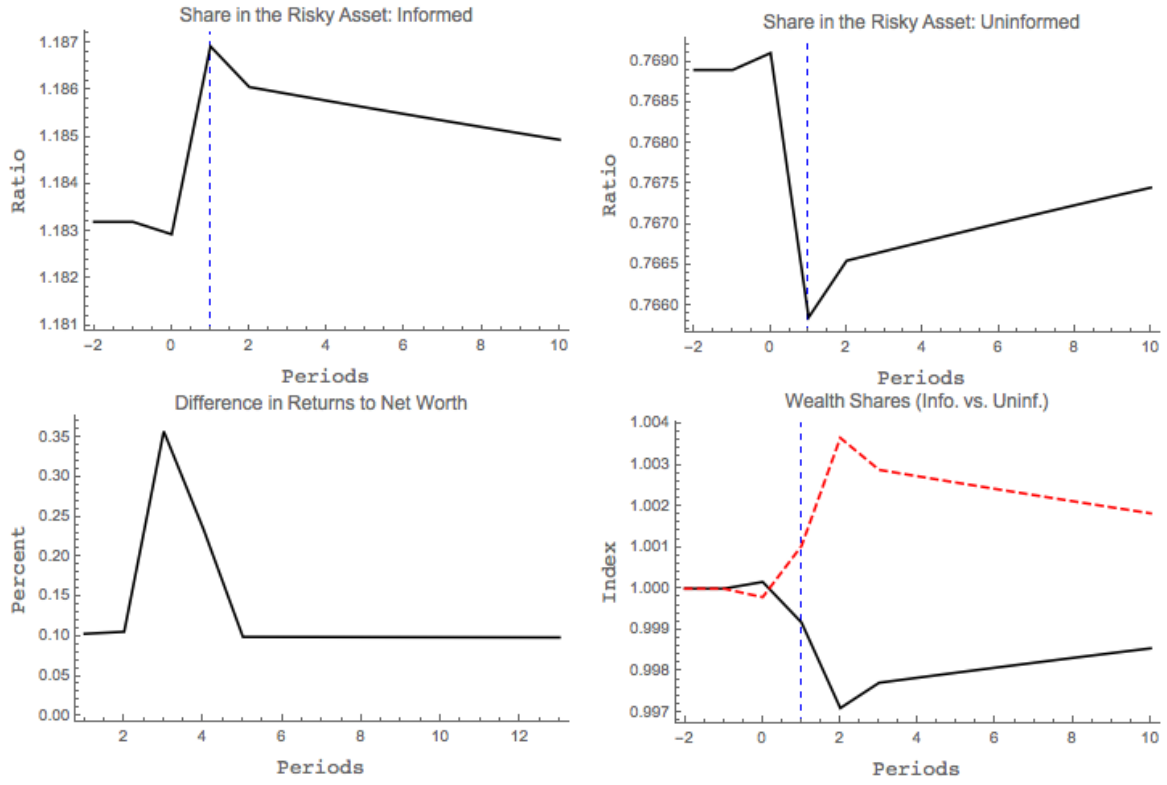 Share in the Risky Asset: Informed
1.187
1.186
1.185
1.184
1.183
1.182
1.181
Ratio
−2 0 2 4 6 8 10
Periods
Share in the Risky Asset: Uninformed
0.7690
0.7685
0.7680
0.7675
0.7670
0.7665
0.7660
Ratio
−2 0 2 4 6 8 10
Periods
Difference in Returns to Net Worth
0.35
0.30
0.25
0.20
0.15
0.10
0.05
0.00
Percent
2 4 6 8 10 12
Periods
Wealth Shares (Info. vs. Uninf.)
1.004
1.003
1.002
1.001
1.000
0.999
0.998
0.997
Index
−2 0 2 4 6 8 10
Periods